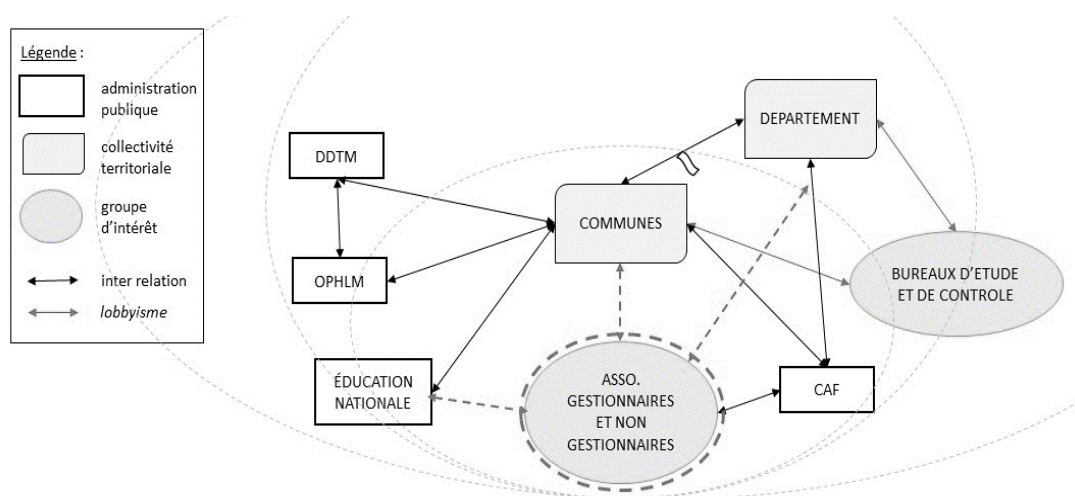 Légende :
administration
publique
collectivité
territoriale
groupe
d'intérêt
inter relation
lobbyisme
DDTM
OPHLM
ÉDUCATION
NATIONALE
COMMUNES
DEPARTEMENT
BUREAUX D'ETUDE
ET DE CONTROLE
ASSO.
GESTIONNAIRES
ET NON
GESTIONNAIRES
CAF